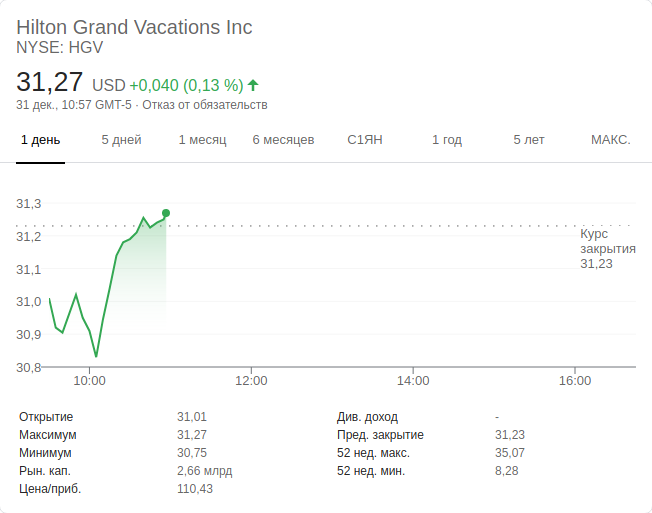 Hilton Grand Vacations Inc
NYSE: HGV
31,27 USD +0,040 (0,13 %)
31 дек., 10:57 GMT-5 · Отказ от обязательств
1 день 5 дней 1 месяц 6 месяцев С1ЯН 1 год 5 лет МАКС.
31,3
31,2
31,1
31,0
30,9
30,8
Курс
закрытия
31,23
10:00 12:00 14:00 16:00
Открытие 31,01
Максимум 31,27
Минимум 30,75
Рын. кап. 2,66 млрд
Цена/приб. 110,43
Див. доход -
Пред. закрытие 31,23
52 нед. макс. 35,07
52 нед. мин. 8,28